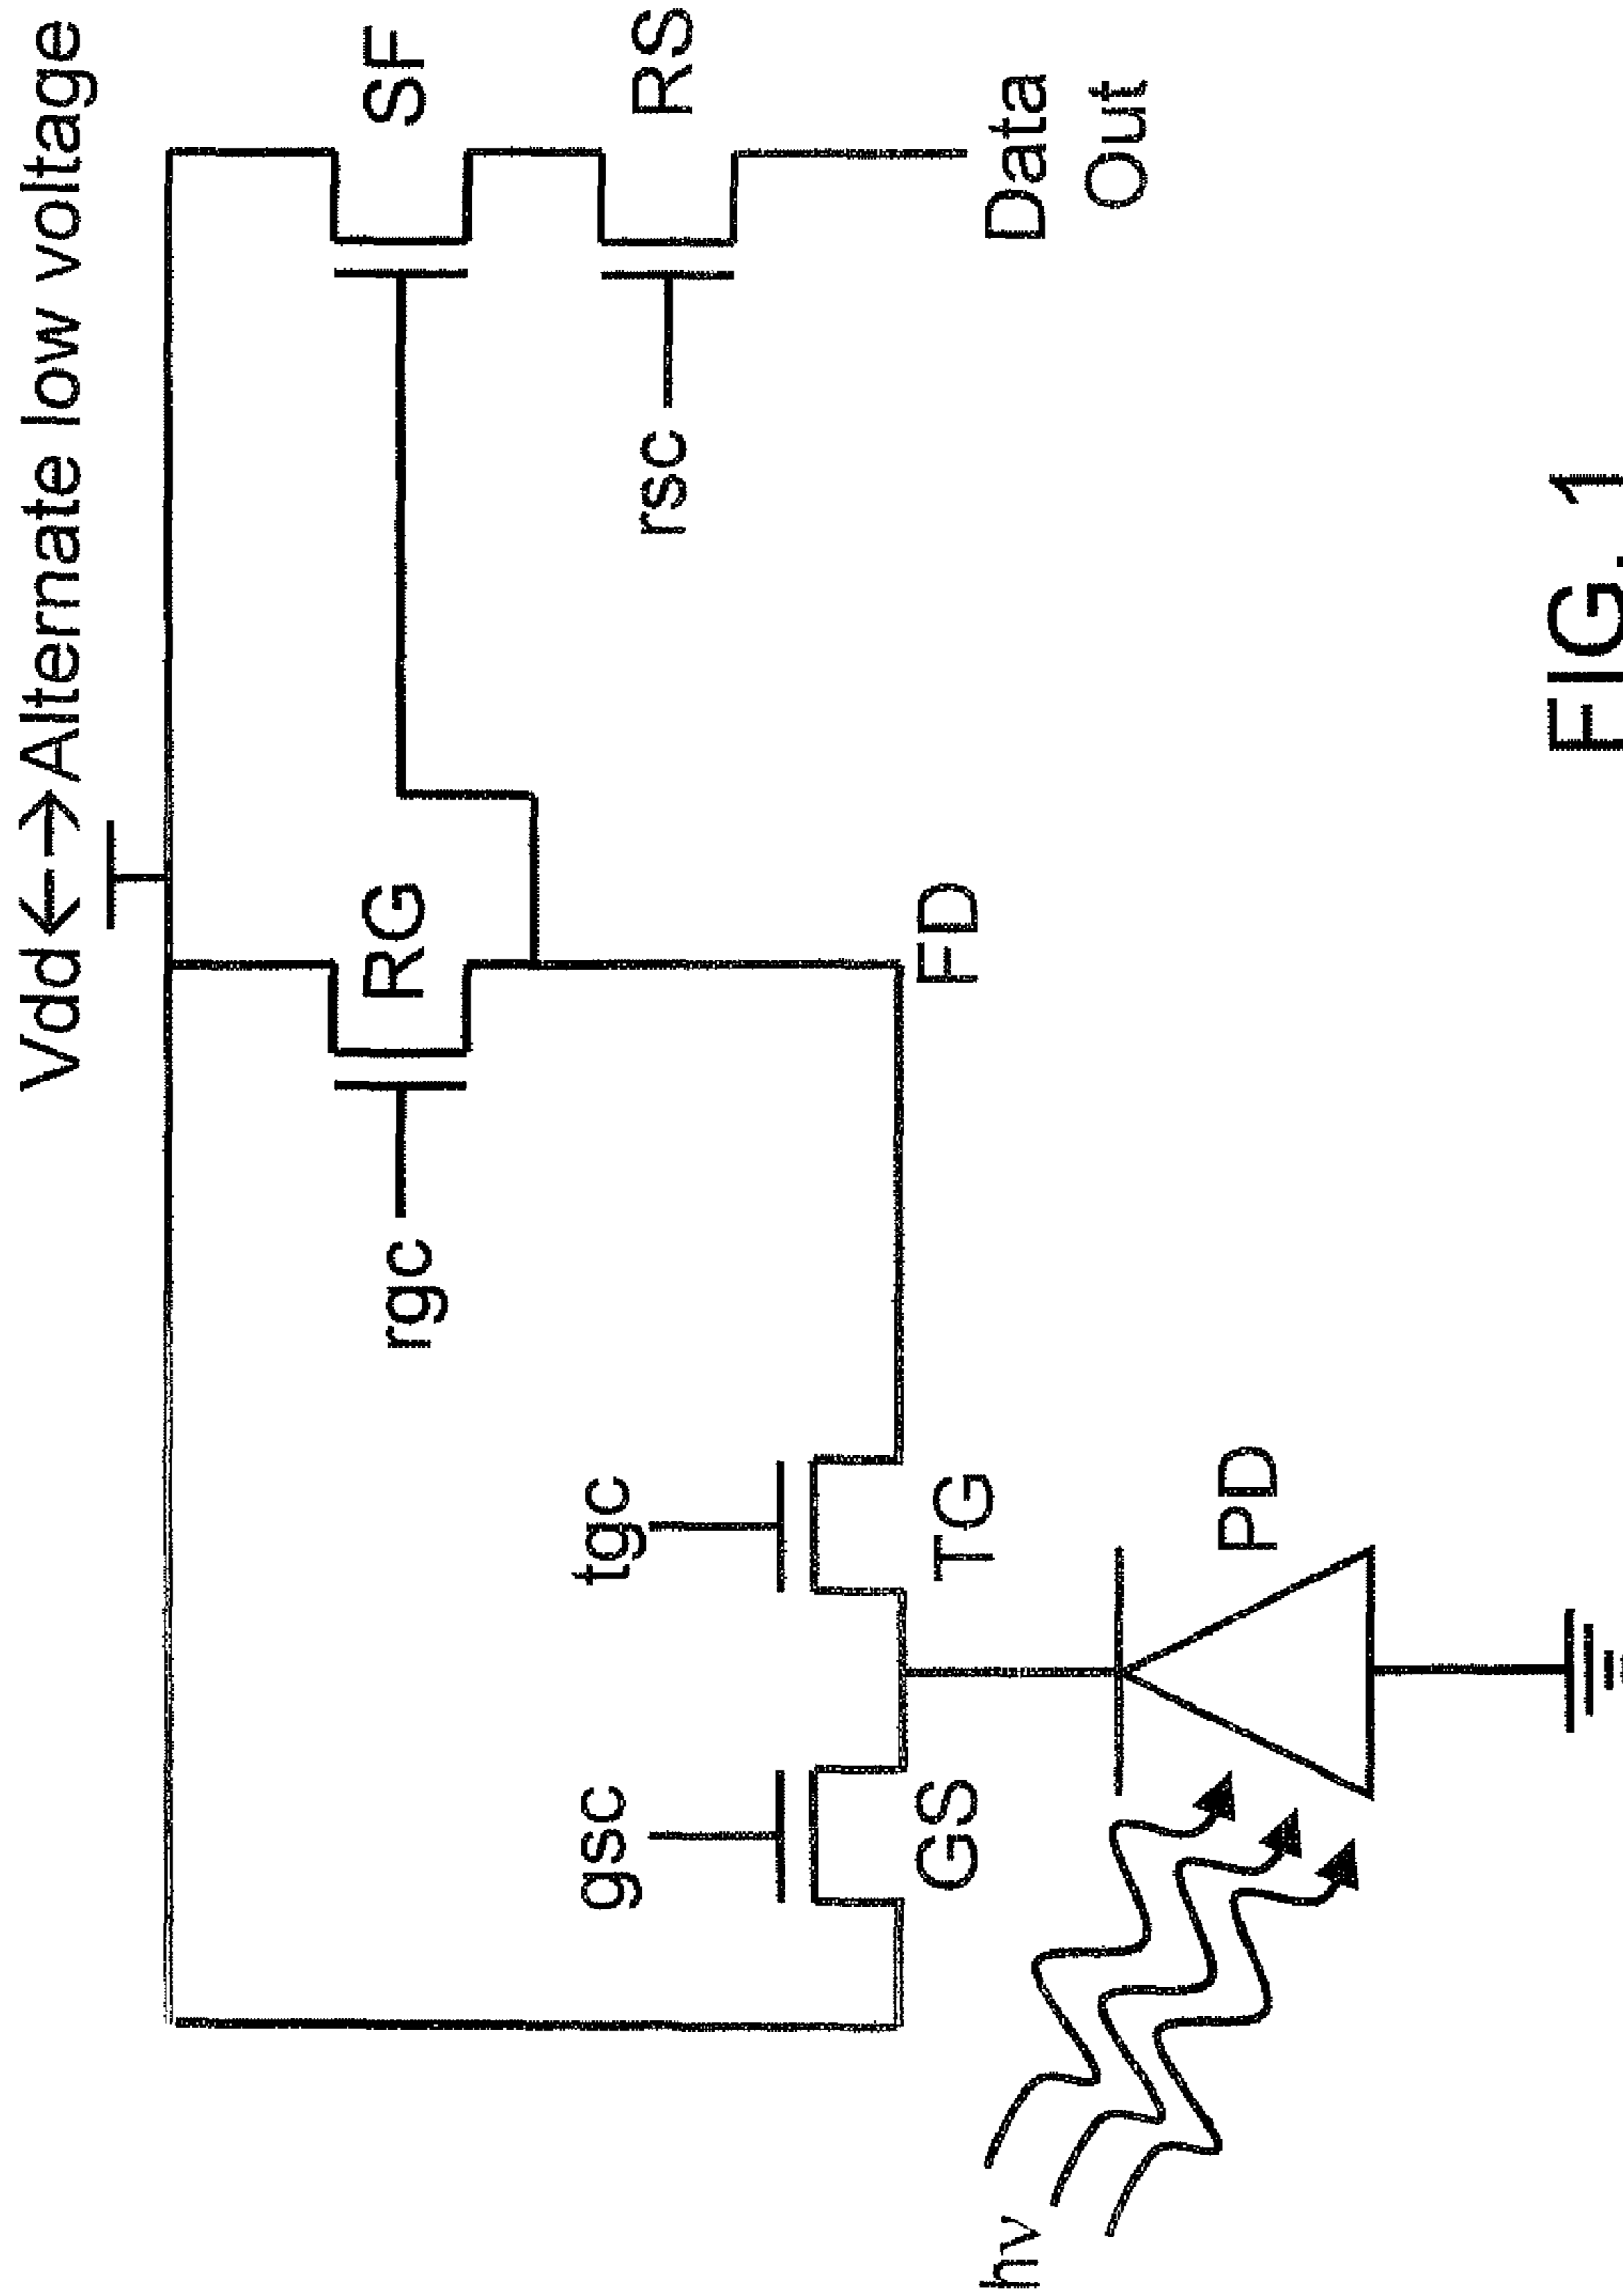 Vdd ↔ Alternate low voltage
SF
RG
rgc
RS
rsc
tgc
gsc
FD
TG
GS
Data
Out
hν
PD
FIG. 1